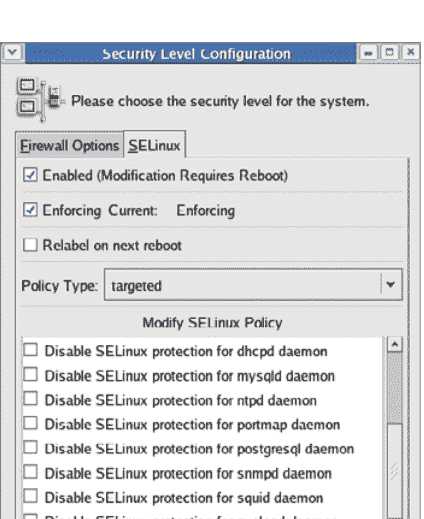 Security Level Configuration
Please choose the security level for the system.
Firewall Options SELinux
Enabled (Modification Requires Reboot)
Enforcing Current: Enforcing
Relabel on next reboot
Policy Type: targeted
Modify SELinux Policy
Disable SELinux protection for dhcpd daemon
Disable SELinux protection for mysqld daemon
Disable SELinux protection for ntpd daemon
Disable SELinux protection for portmap daemon
Disable SELinux protection for postgresql daemon
Disable SELinux protection for snmpd daemon
Disable SELinux protection for squid daemon